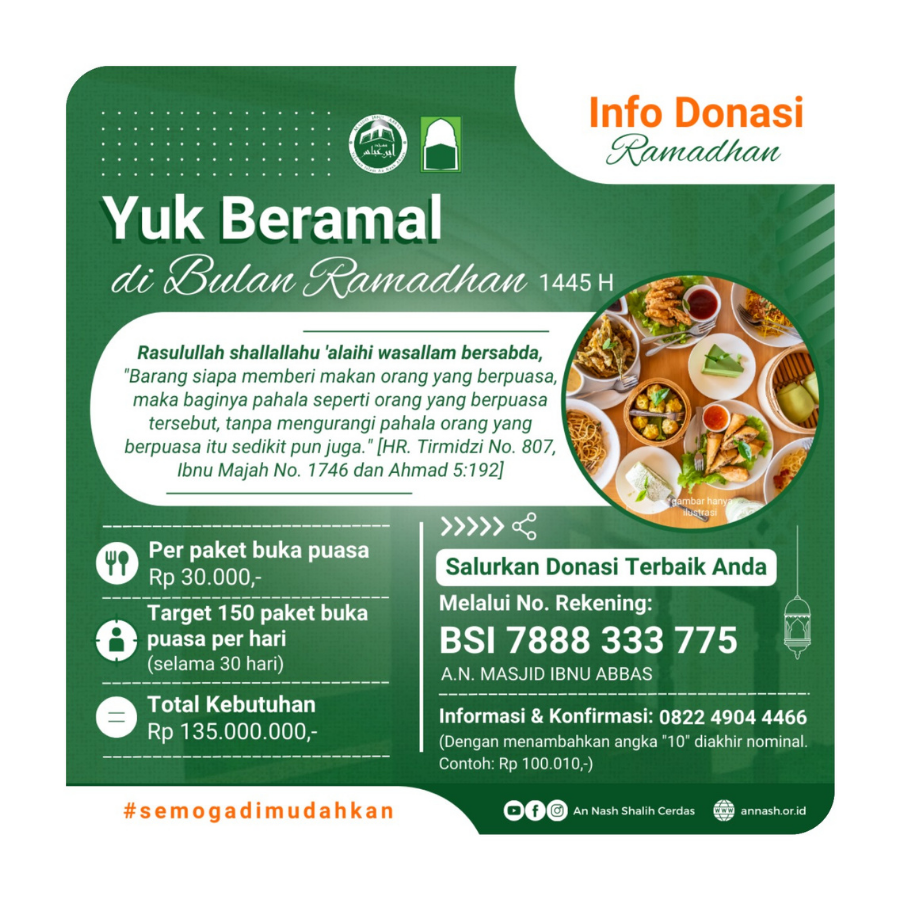 Info Donasi
Ramadhan
Yuk Beramal
di Bulan Ramadhan 1445 H
Rasulullah shallallahu 'alaihi wasallam bersabda,
"Barang siapa memberi makan orang yang berpuasa,
maka baginya pahala seperti orang yang berpuasa
tersebut, tanpa mengurangi pahala orang yang
berpuasa itu sedikit pun juga." [HR. Tirmidzi No. 807,
Ibnu Majah No. 1746 dan Ahmad 5:192]
*gambar hanya
ilustrasi
Per paket buka puasa
Rp 30.000,-
Target 150 paket buka
puasa per hari
(selama 30 hari)
Total Kebutuhan
Rp 135.000.000,-
Salurkan Donasi Terbaik Anda
Melalui No. Rekening:
BSI 7888 333 775
A.N. MASJID IBNU ABBAS
Informasi & Konfirmasi: 0822 4904 4466
(Dengan menambahkan angka "10" diakhir nominal.
Contoh: Rp 100.010,-)
#semogadimudahkan
An Nash Shalih Cerdas
www
annash.or.id